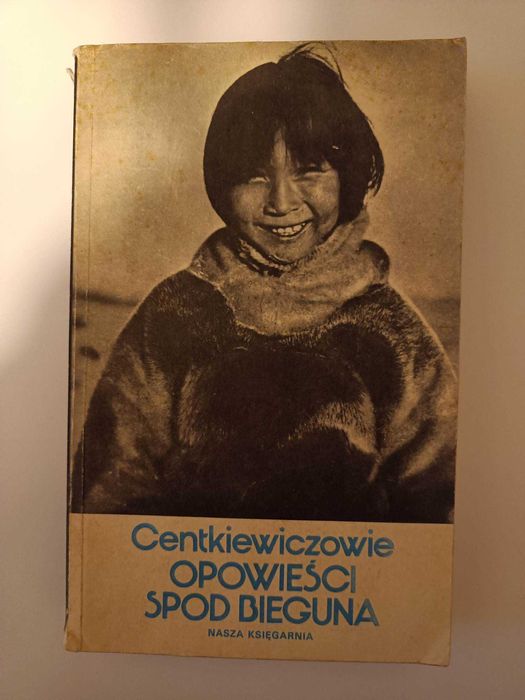 Centkiewiczowie
OPOWIEŚCI
SPOD BIEGUNA
NASZA KSIĘGARNIA